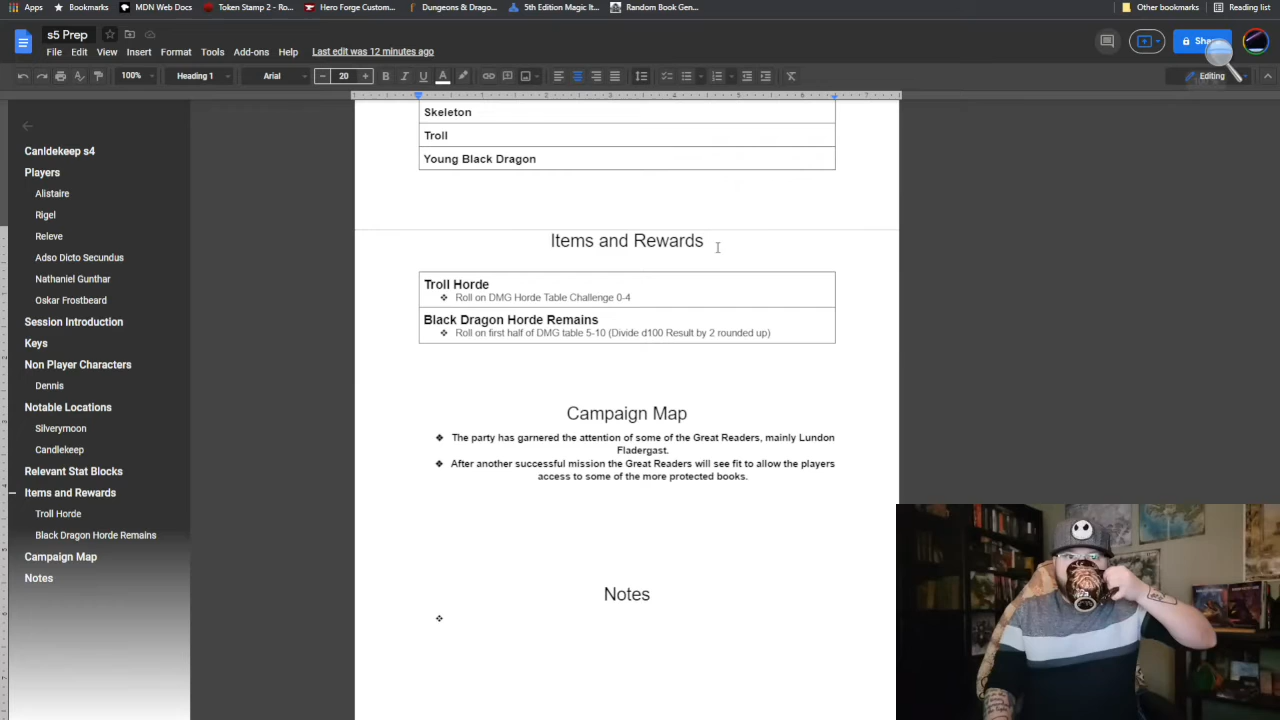 Apps Bookmarks MDN Web Docs Token Stamp 2 - Ro... Hero Forge Custom... Dungeons & Drago... 5th Edition Magic It... Random Book Gen... Other bookmarks Reading list
s5 Prep
File Edit View Insert Format Tools Add-ons Help Last edit was 12 minutes ago
100% Heading 1 Arial 20 B I U A Editing
Canldekeep s4
Players
Alistaire
Rigel
Releve
Adso Dicto Secundus
Nathaniel Gunthar
Oskar Frostbeard
Session Introduction
Keys
Non Player Characters
Dennis
Notable Locations
Silverymoon
Candlekeep
Relevant Stat Blocks
Items and Rewards
Troll Horde
Black Dragon Horde Remains
Campaign Map
Notes
Skeleton
Troll
Young Black Dragon
Items and Rewards
Troll Horde
❖ Roll on DMG Horde Table Challenge 0-4
Black Dragon Horde Remains
❖ Roll on first half of DMG table 5-10 (Divide d100 Result by 2 rounded up)
Campaign Map
❖ The party has garnered the attention of some of the Great Readers, mainly Lundon
Fladergast.
❖ After another successful mission the Great Readers will see fit to allow the players
access to some of the more protected books.
Notes
❖